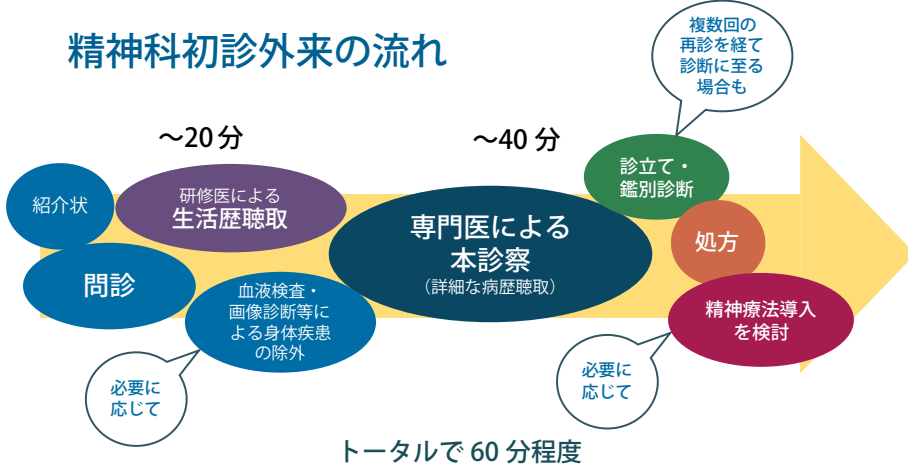 精神科初診外来の流れ
複数回の
再診を経て
診断に至る
場合も
〜20分
〜40 分
紹介状
研修医による
生活歴聴取
問診
血液検査・
画像診断等に
よる身体疾患
の除外
必要に
応じて
専門医による
本診察
（詳細な病歴聴取）
診立て・
鑑別診断
処方
精神療法導入
を検討
必要に
応じて
トータルで 60 分程度